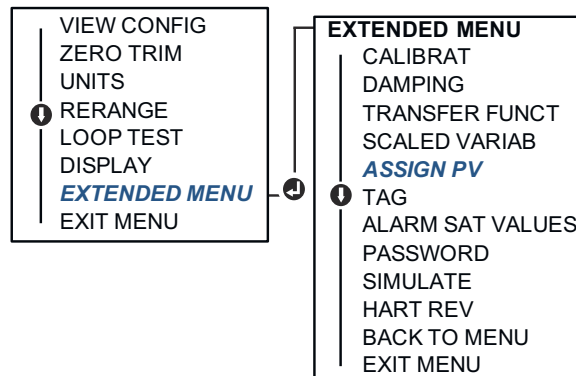 VIEW CONFIG
ZERO TRIM
UNITS
RERANGE
LOOP TEST
DISPLAY
EXTENDED MENU
EXIT MENU
EXTENDED MENU
CALIBRAT
DAMPING
TRANSFER FUNCT
SCALED VARIAB
ASSIGN PV
TAG
ALARM SAT VALUES
PASSWORD
SIMULATE
HART REV
BACK TO MENU
EXIT MENU